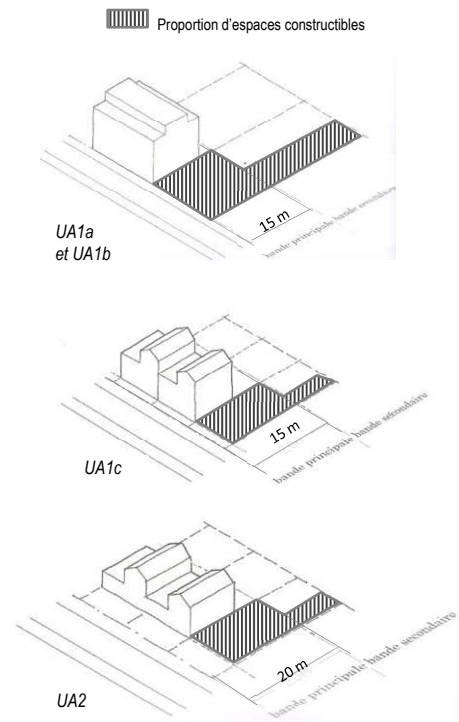 Proportion d'espaces constructibles
15 m
bande principale bande secondaire
UA1a
et UA1b
15 m
bande principale bande secondaire
UA1c
20 m
bande principale bande secondaire
UA2